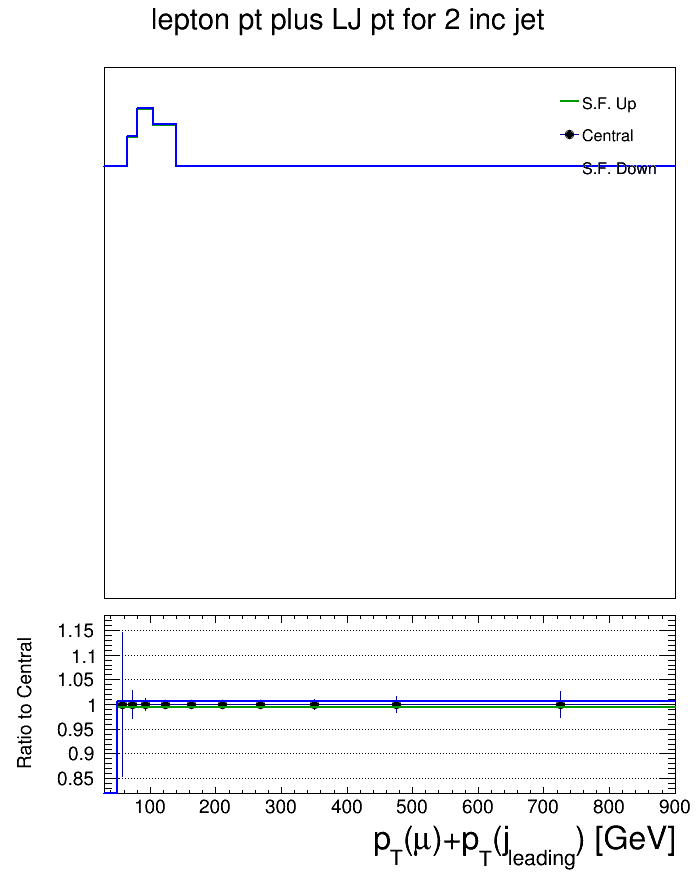 lepton pt plus LJ pt for 2 inc jet
S.F. Up
Central
S.F. Down
Ratio to Central
1.15
1.1
1.05
1
0.95
0.9
0.85
100 200 300 400 500 600 700 800 900
p_T(μ)+p_T(j_leading) [GeV]